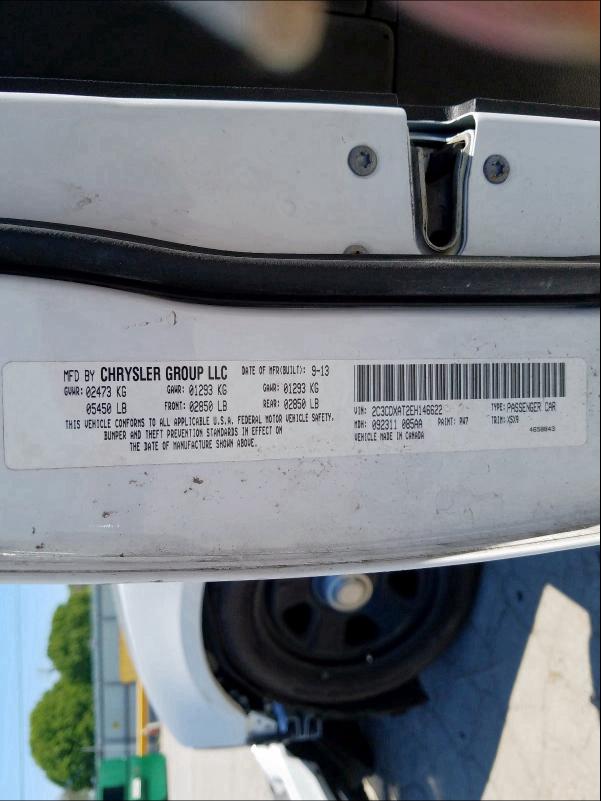 MFD BY CHRYSLER GROUP LLC DATE OF MFR(BUILT): 9-13
GVWR: 02473 KG GAWR: 01293 KG GAWR: 01293 KG
05450 LB FRONT: 02850 LB REAR: 02850 LB
THIS VEHICLE CONFORMS TO ALL APPLICABLE U.S.A. FEDERAL MOTOR VEHICLE SAFETY,
BUMPER AND THEFT PREVENTION STANDARDS IN EFFECT ON
THE DATE OF MANUFACTURE SHOWN ABOVE.
VIN: 2C3CDXAT2EH146622 TYPE: PASSENGER CAR
MDH: 092311 085AA PAINT: PW7 TRIM: XSX9
VEHICLE MADE IN CANADA 4658843